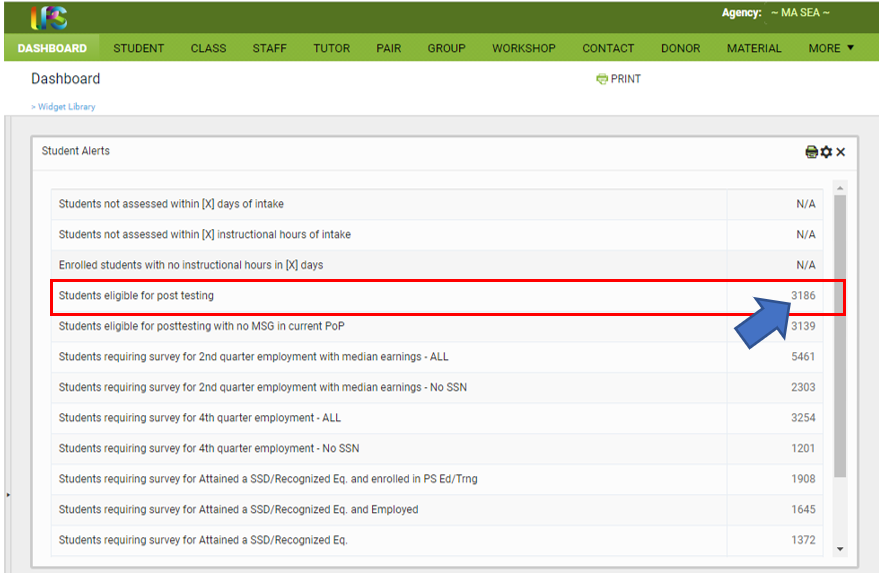 LFS
Agency: ~ MA SEA ~
DASHBOARD STUDENT CLASS STAFF TUTOR PAIR GROUP WORKSHOP CONTACT DONOR MATERIAL MORE ▼
Dashboard PRINT
> Widget Library
Student Alerts
Students not assessed within [X] days of intake N/A
Students not assessed within [X] instructional hours of intake N/A
Enrolled students with no instructional hours in [X] days N/A
Students eligible for post testing 3186
Students eligible for posttesting with no MSG in current PoP 3139
Students requiring survey for 2nd quarter employment with median earnings - ALL 5461
Students requiring survey for 2nd quarter employment with median earnings - No SSN 2303
Students requiring survey for 4th quarter employment - ALL 3254
Students requiring survey for 4th quarter employment - No SSN 1201
Students requiring survey for Attained a SSD/Recognized Eq. and enrolled in PS Ed/Trng 1908
Students requiring survey for Attained a SSD/Recognized Eq. and Employed 1645
Students requiring survey for Attained a SSD/Recognized Eq. 1372